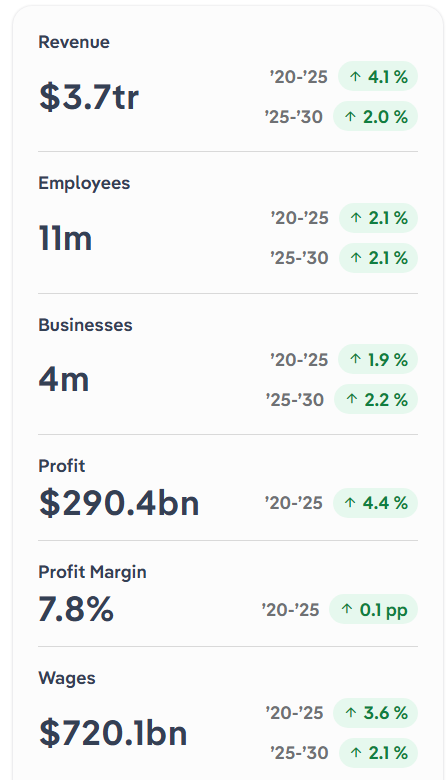 Revenue
$3.7tr
’20-’25 ↑ 4.1 %
’25-’30 ↑ 2.0 %
Employees
11m
’20-’25 ↑ 2.1 %
’25-’30 ↑ 2.1 %
Businesses
4m
’20-’25 ↑ 1.9 %
’25-’30 ↑ 2.2 %
Profit
$290.4bn
’20-’25 ↑ 4.4 %
Profit Margin
7.8%
’20-’25 ↑ 0.1 pp
Wages
$720.1bn
’20-’25 ↑ 3.6 %
’25-’30 ↑ 2.1 %